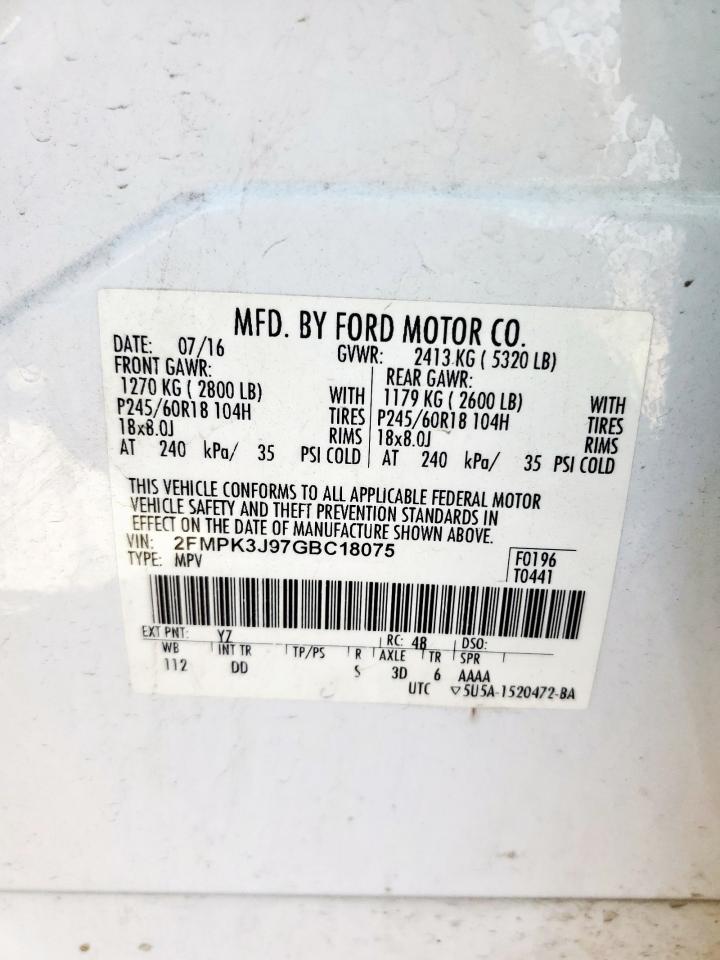 MFD. BY FORD MOTOR CO.
DATE: 07/16 GVWR: 2413 KG ( 5320 LB)
FRONT GAWR: REAR GAWR:
1270 KG ( 2800 LB) WITH 1179 KG ( 2600 LB) WITH
P245/60R18 104H TIRES P245/60R18 104H TIRES
18x8.0J RIMS 18x8.0J RIMS
AT 240 kPa/ 35 PSI COLD AT 240 kPa/ 35 PSI COLD
THIS VEHICLE CONFORMS TO ALL APPLICABLE FEDERAL MOTOR
VEHICLE SAFETY AND THEFT PREVENTION STANDARDS IN
EFFECT ON THE DATE OF MANUFACTURE SHOWN ABOVE.
VIN: 2FMPK3J97GBC18075
TYPE: MPV F0196
T0441
EXT PNT: YZ RC: 48 DSO:
WB INT TR TP/PS R AXLE TR SPR
112 DD S 3D 6 AAAA
UTC ▽5U5A-1520472-BA